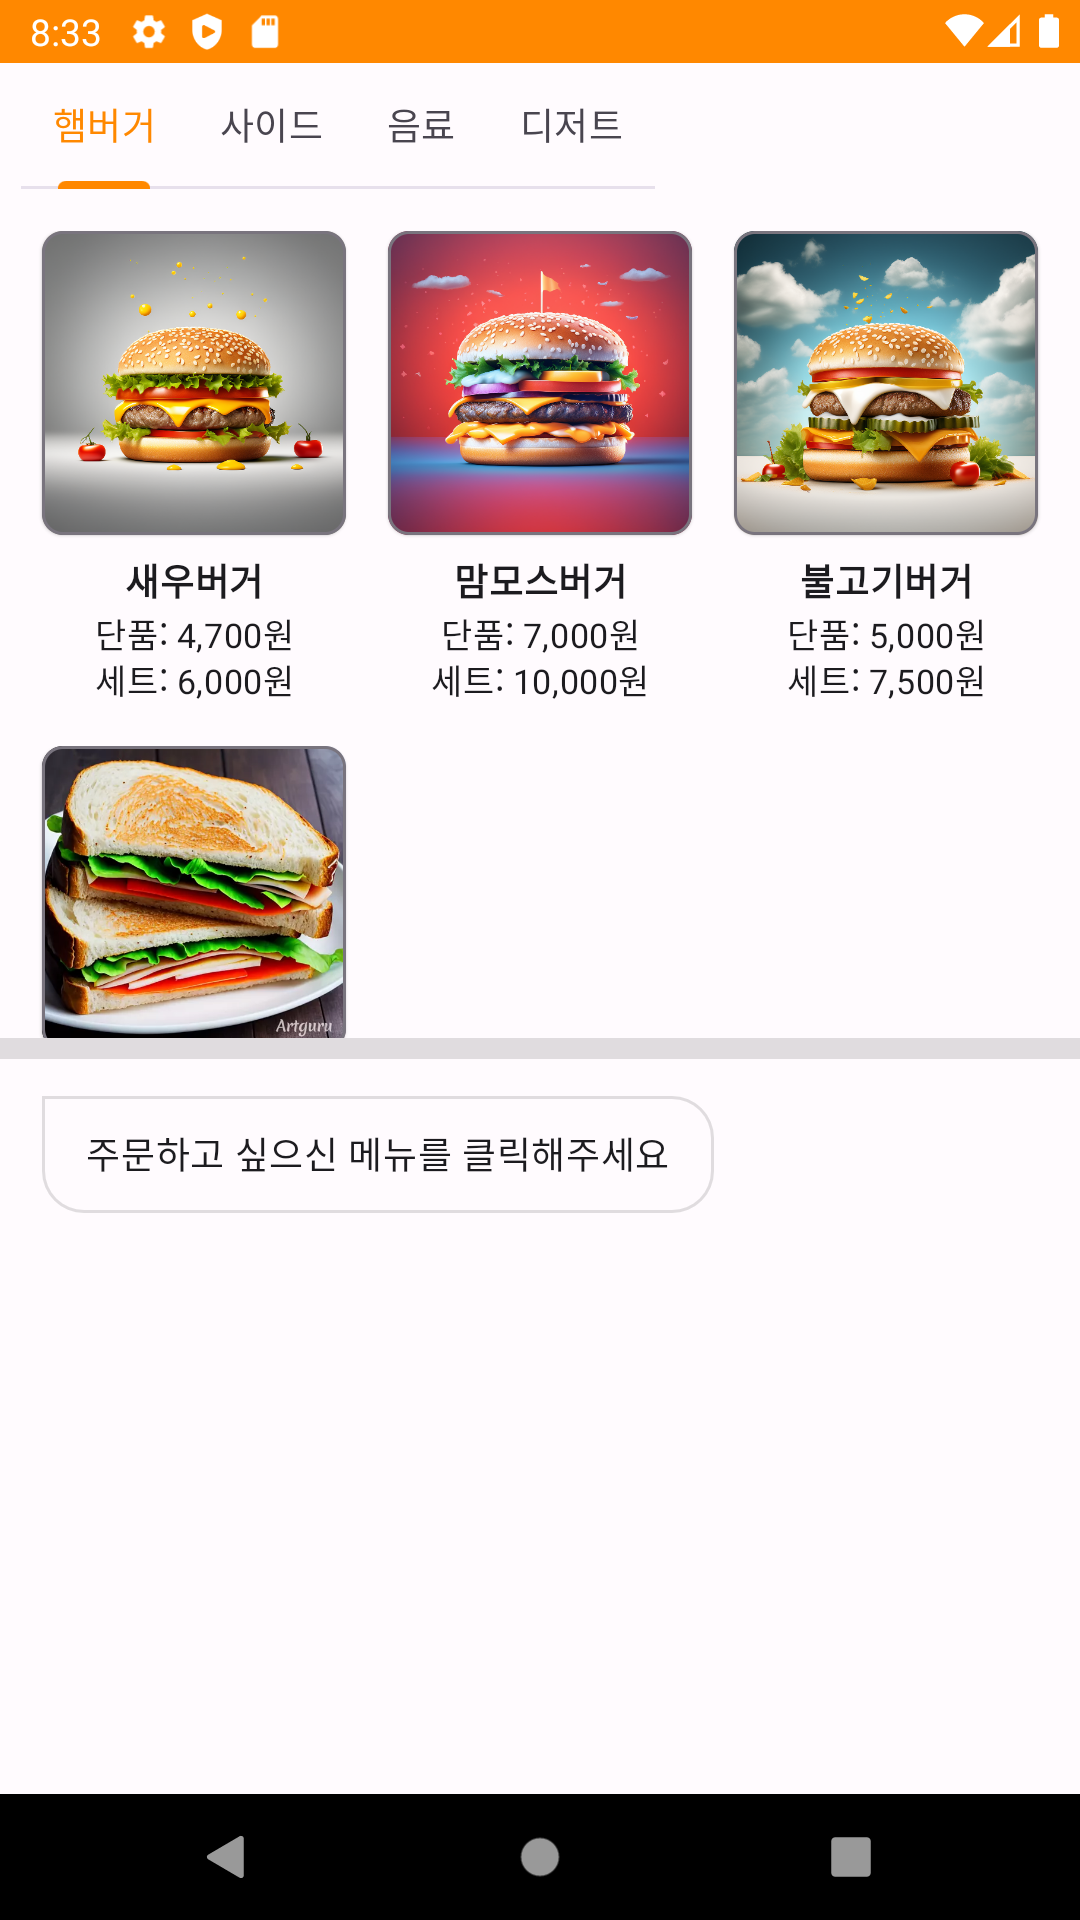 8:33
햄버거 사이드 음료 디저트
새우버거 맘모스버거 불고기버거
단품: 4,700원 단품: 7,000원 단품: 5,000원
세트: 6,000원 세트: 10,000원 세트: 7,500원
Artguru
주문하고 싶으신 메뉴를 클릭해주세요